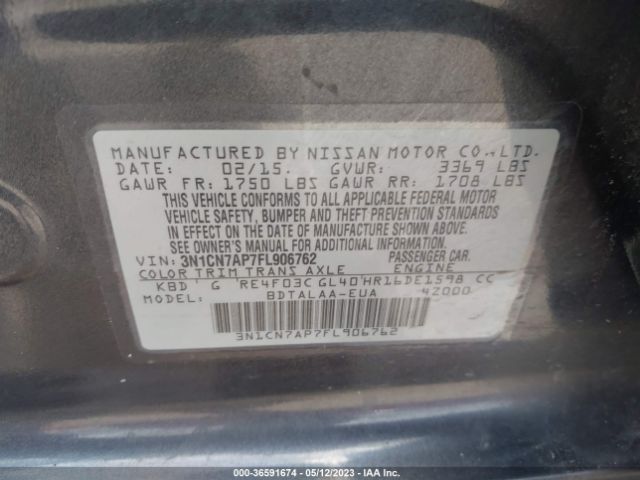 MANUFACTURED BY NISSAN MOTOR CO.,LTD.
DATE: 02/15. GVWR: 3369 LBS
GAWR FR: 1750 LBS GAWR RR: 1708 LBS
THIS VEHICLE CONFORMS TO ALL APPLICABLE FEDERAL MOTOR
VEHICLE SAFETY, BUMPER AND THEFT PREVENTION STANDARDS
IN EFFECT ON THE DATE OF MANUFACTURE SHOWN ABOVE.
SEE OWNER'S MANUAL FOR ADDITIONAL INFORMATION.
VIN: 3N1CN7AP7FL906762 PASSENGER CAR.
COLOR TRIM TRANS AXLE ENGINE
KBD G RE4F03C GL40 HR16DE1598 CC
MODEL: BDTALAA-EUA 42000
3N1CN7AP7FL906762
000-36591674 - 05/12/2023 - IAA Inc.